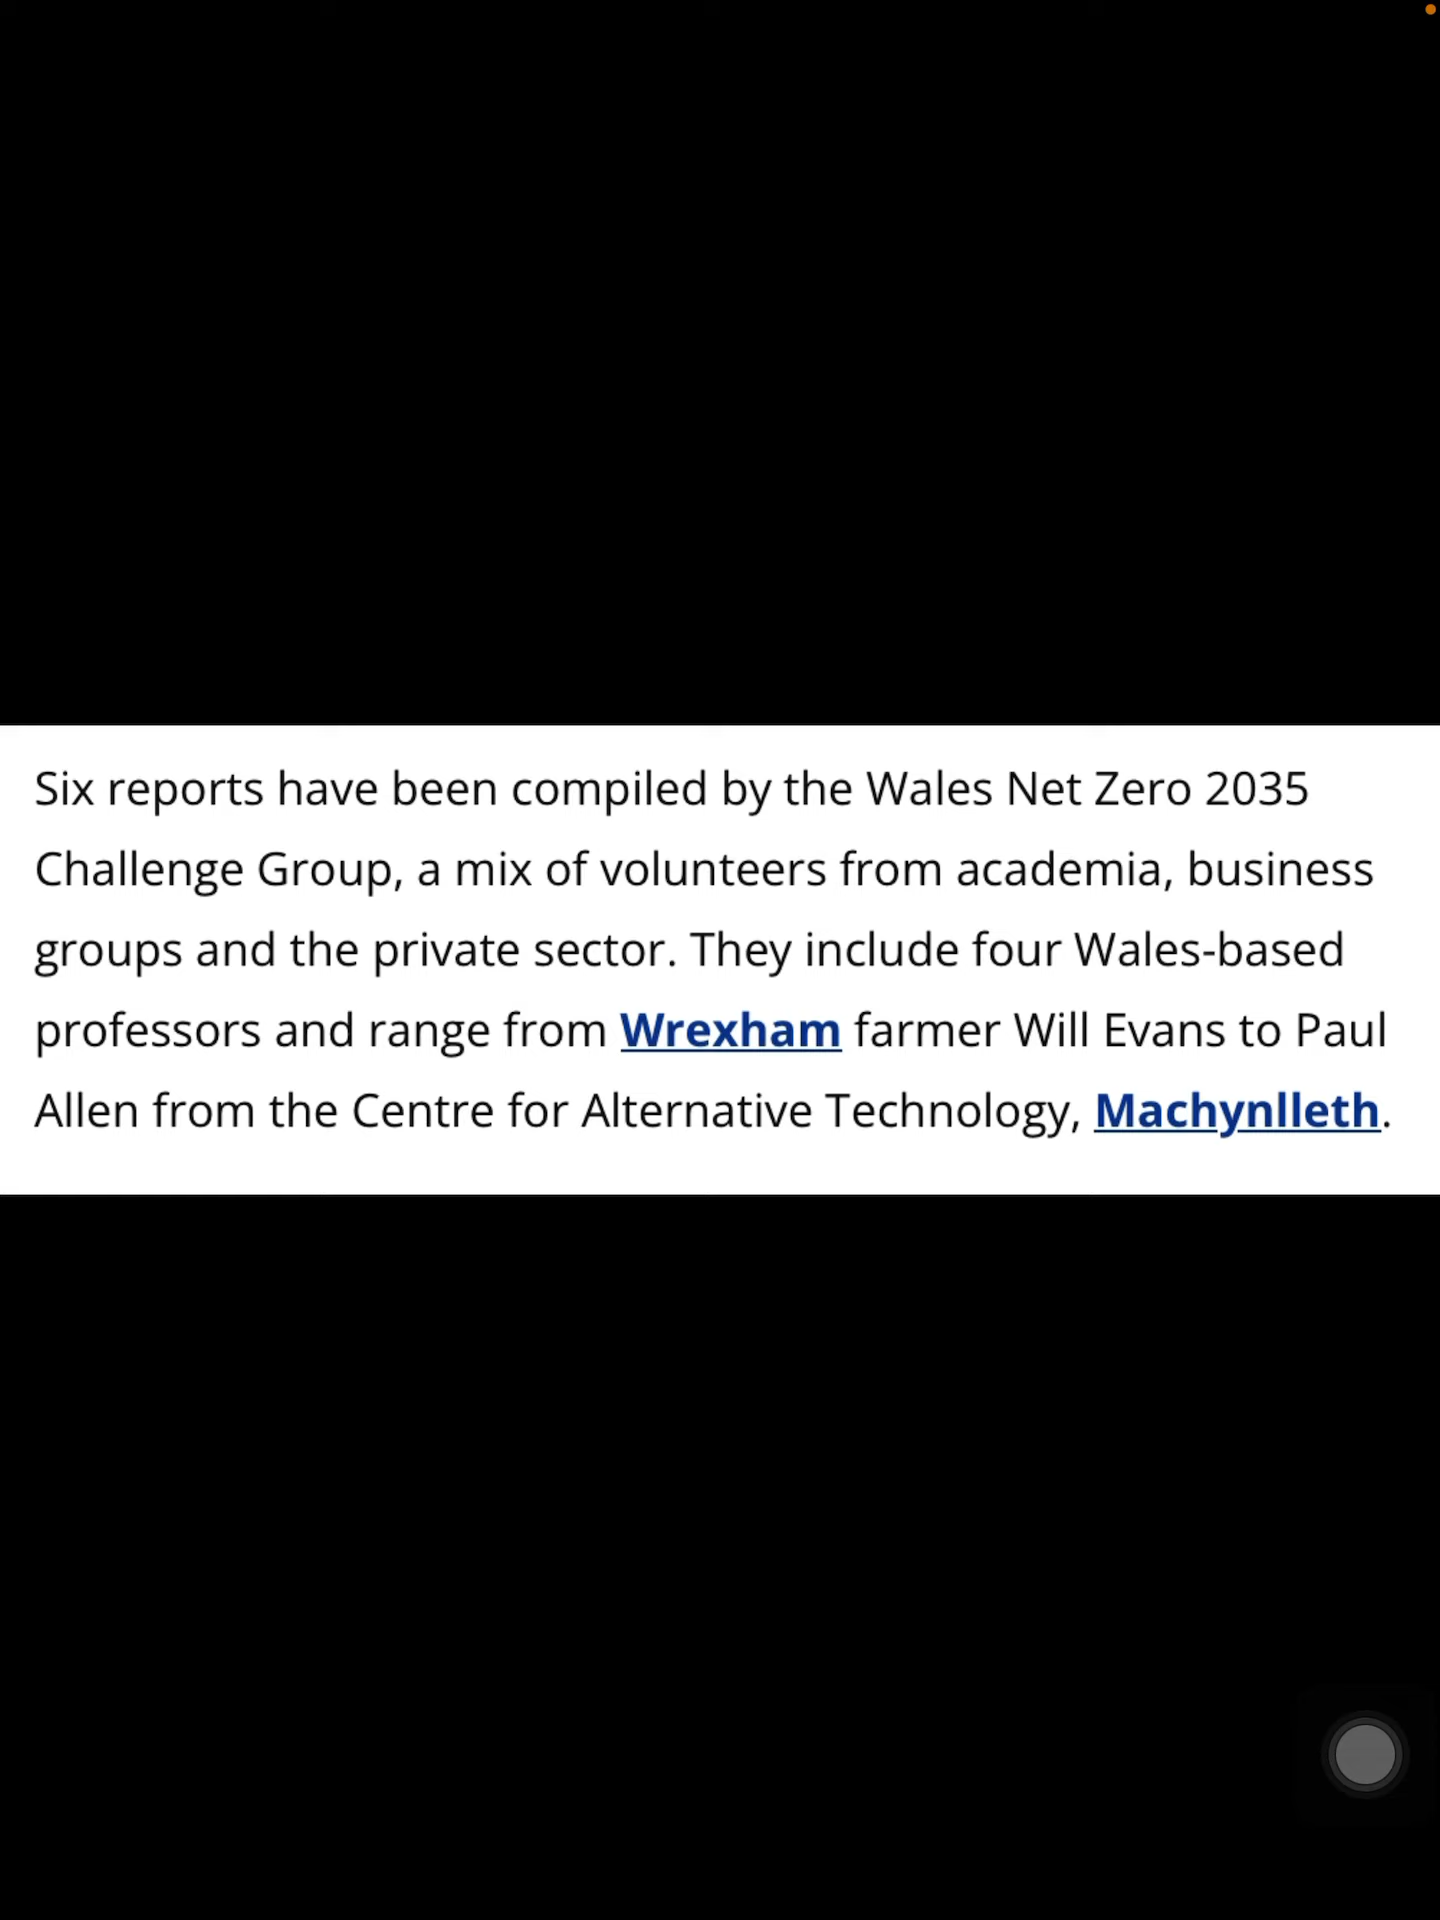 Six reports have been compiled by the Wales Net Zero 2035
Challenge Group, a mix of volunteers from academia, business
groups and the private sector. They include four Wales-based
professors and range from Wrexham farmer Will Evans to Paul
Allen from the Centre for Alternative Technology, Machynlleth.